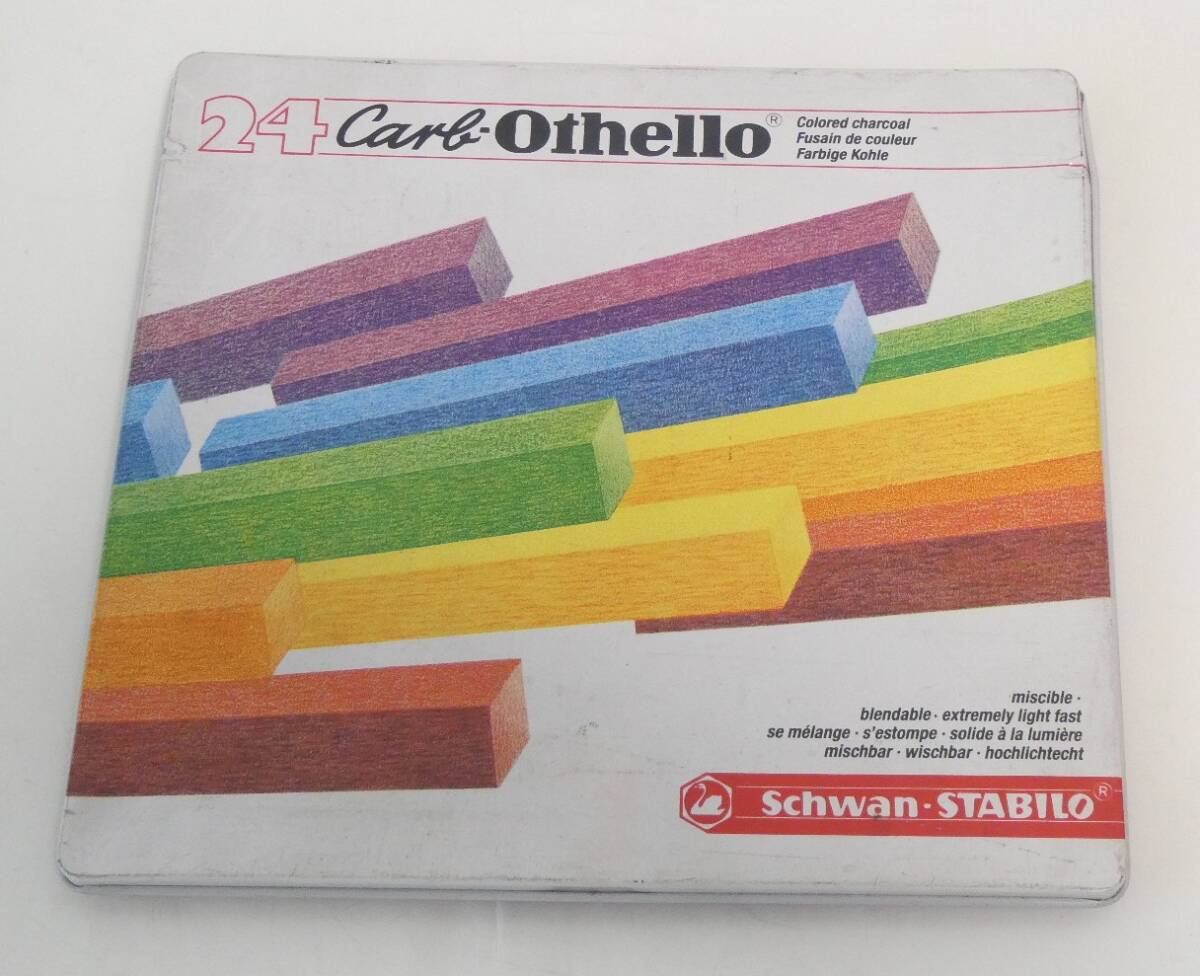 24 Carb-Othello®
Colored charcoal
Fusain de couleur
Farbige Kohle
miscible ·
blendable · extremely light fast
se mélange · s'estompe · solide à la lumière
mischbar · wischbar · hochlichtecht
Schwan-STABILO®